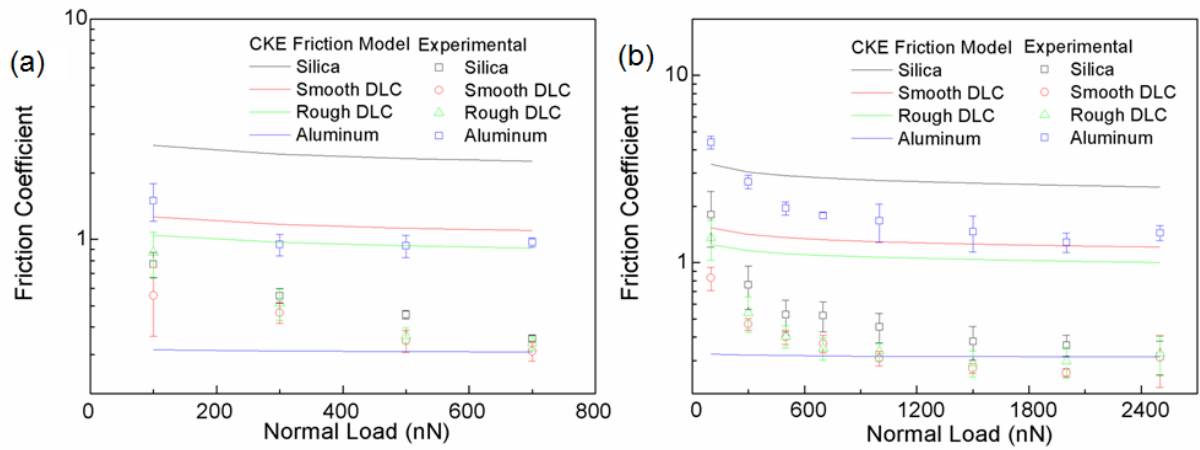 (a)
10
1
Friction Coefficient
CKE Friction Model Experimental
Silica Silica
Smooth DLC Smooth DLC
Rough DLC Rough DLC
Aluminum Aluminum
0 200 400 600 800
Normal Load (nN)
(b)
10
1
Friction Coefficient
CKE Friction Model Experimental
Silica Silica
Smooth DLC Smooth DLC
Rough DLC Rough DLC
Aluminum Aluminum
0 600 1200 1800 2400
Normal Load (nN)